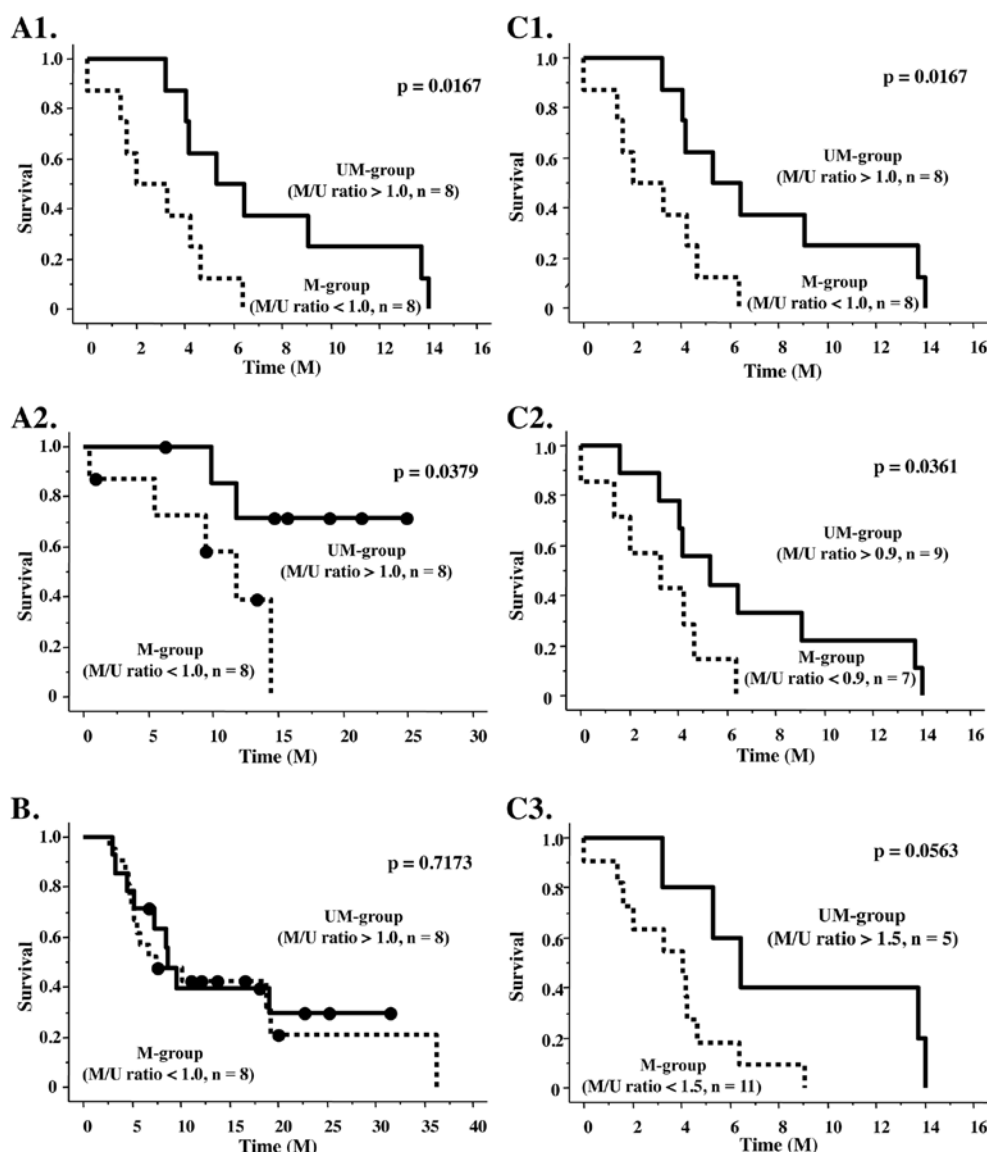 A1.
1.0
0.8
0.6
0.4
0.2
0
Survival
p = 0.0167
UM-group
(M/U ratio > 1.0, n = 8)
M-group
(M/U ratio < 1.0, n = 8)
0 2 4 6 8 10 12 14 16
Time (M)
C1.
1.0
0.8
0.6
0.4
0.2
0
Survival
p = 0.0167
UM-group
(M/U ratio > 1.0, n = 8)
M-group
(M/U ratio < 1.0, n = 8)
0 2 4 6 8 10 12 14 16
Time (M)
A2.
1.0
0.8
0.6
0.4
0.2
0
Survival
p = 0.0379
UM-group
(M/U ratio > 1.0, n = 8)
M-group
(M/U ratio < 1.0, n = 8)
0 5 10 15 20 25 30
Time (M)
C2.
1.0
0.8
0.6
0.4
0.2
0
Survival
p = 0.0361
UM-group
(M/U ratio > 0.9, n = 9)
M-group
(M/U ratio < 0.9, n = 7)
0 2 4 6 8 10 12 14 16
Time (M)
B.
1.0
0.8
0.6
0.4
0.2
0
Survival
p = 0.7173
UM-group
(M/U ratio > 1.0, n = 8)
M-group
(M/U ratio < 1.0, n = 8)
0 5 10 15 20 25 30 35 40
Time (M)
C3.
1.0
0.8
0.6
0.4
0.2
0
Survival
p = 0.0563
UM-group
(M/U ratio > 1.5, n = 5)
M-group
(M/U ratio < 1.5, n = 11)
0 2 4 6 8 10 12 14 16
Time (M)